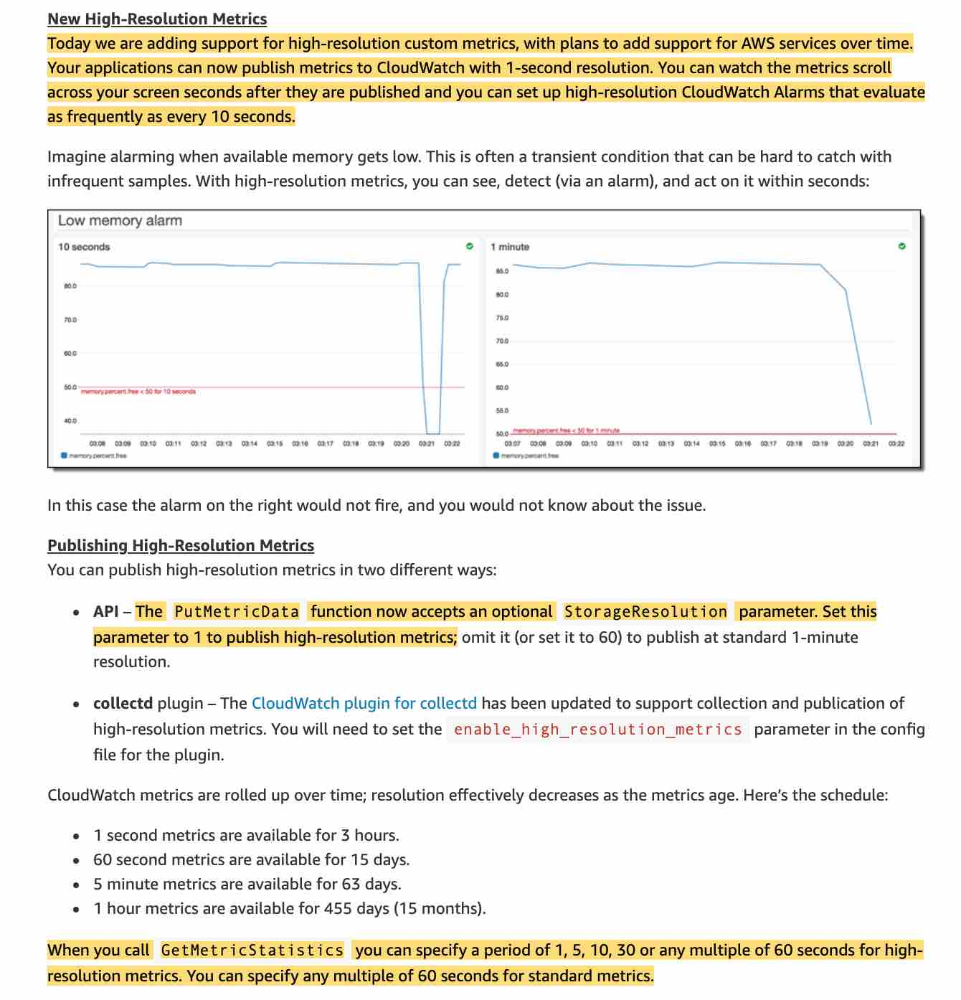 New High-Resolution Metrics
Today we are adding support for high-resolution custom metrics, with plans to add support for AWS services over time.
Your applications can now publish metrics to CloudWatch with 1-second resolution. You can watch the metrics scroll
across your screen seconds after they are published and you can set up high-resolution CloudWatch Alarms that evaluate
as frequently as every 10 seconds.
Imagine alarming when available memory gets low. This is often a transient condition that can be hard to catch with
infrequent samples. With high-resolution metrics, you can see, detect (via an alarm), and act on it within seconds:
Low memory alarm
10 seconds
80.0
70.0
60.0
50.0
memory.percent.free < 50 for 10 seconds
40.0
03:08 03:09 03:10 03:11 03:12 03:13 03:14 03:15 03:16 03:17 03:18 03:19 03:20 03:21 03:22
memory.percent.free
1 minute
85.0
80.0
75.0
70.0
65.0
60.0
55.0
50.0
memory.percent.free < 50 for 1 minute
03:07 03:08 03:09 03:10 03:11 03:12 03:13 03:14 03:15 03:16 03:17 03:18 03:19 03:20 03:21 03:22
memory.percent.free
In this case the alarm on the right would not fire, and you would not know about the issue.
Publishing High-Resolution Metrics
You can publish high-resolution metrics in two different ways:
• API – The PutMetricData function now accepts an optional StorageResolution parameter. Set this
parameter to 1 to publish high-resolution metrics; omit it (or set it to 60) to publish at standard 1-minute
resolution.
• collectd plugin – The CloudWatch plugin for collectd has been updated to support collection and publication of
high-resolution metrics. You will need to set the enable_high_resolution_metrics parameter in the config
file for the plugin.
CloudWatch metrics are rolled up over time; resolution effectively decreases as the metrics age. Here’s the schedule:
• 1 second metrics are available for 3 hours.
• 60 second metrics are available for 15 days.
• 5 minute metrics are available for 63 days.
• 1 hour metrics are available for 455 days (15 months).
When you call GetMetricStatistics you can specify a period of 1, 5, 10, 30 or any multiple of 60 seconds for high-
resolution metrics. You can specify any multiple of 60 seconds for standard metrics.